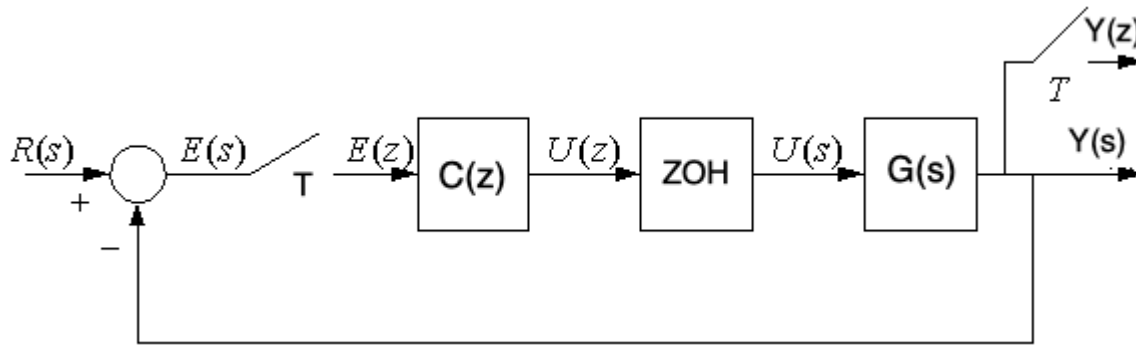 Y(z)
T
R(s)
E(s)
T
E(z)
C(z)
U(z)
ZOH
U(s)
G(s)
Y(s)
+
−